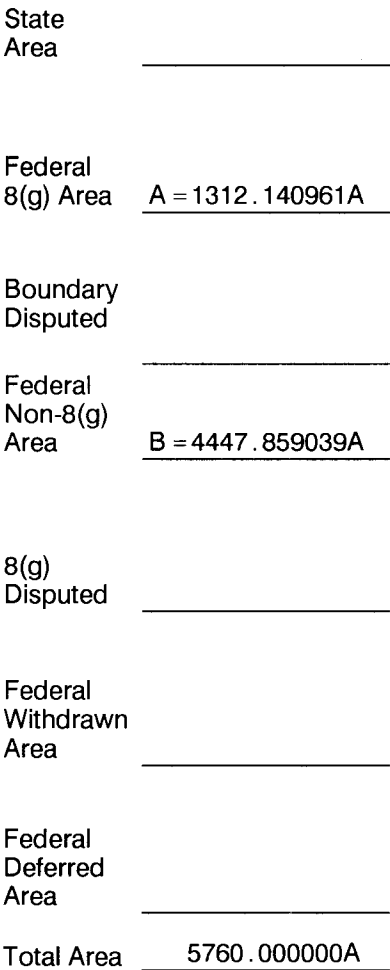 State
Area
Federal
8(g) Area A = 1312.140961A
Boundary
Disputed
Federal
Non-8(g)
Area B = 4447.859039A
8(g)
Disputed
Federal
Withdrawn
Area
Federal
Deferred
Area
Total Area 5760.000000A